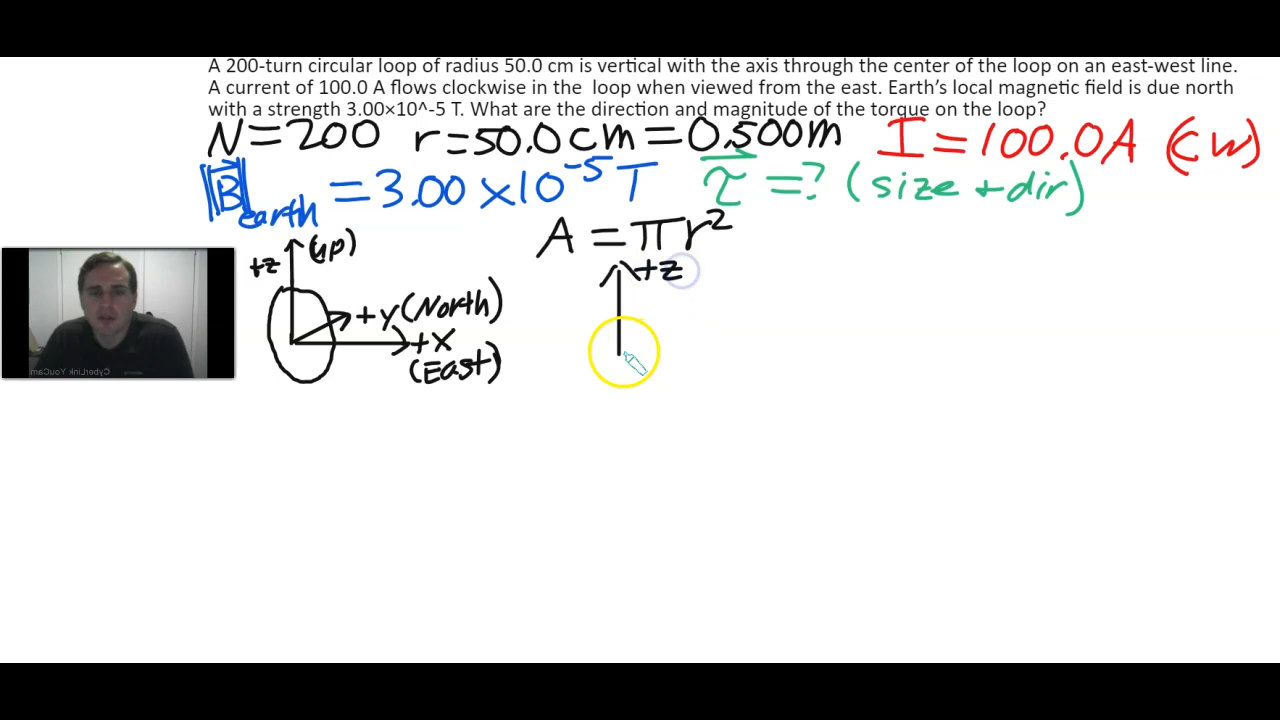 A 200-turn circular loop of radius 50.0 cm is vertical with the axis through the center of the loop on an east-west line.
A current of 100.0 A flows clockwise in the loop when viewed from the east. Earth's local magnetic field is due north
with a strength 3.00×10^-5 T. What are the direction and magnitude of the torque on the loop?
N = 200 r = 50.0 cm = 0.500m I = 100.0A (CW)
||B⃗||earth = 3.00 ×10⁻⁵ T τ⃗ = ? (size + dir)
A = πr²
+z (up)
+z
+y (North)
+x
(East)
CyberLink YouCam